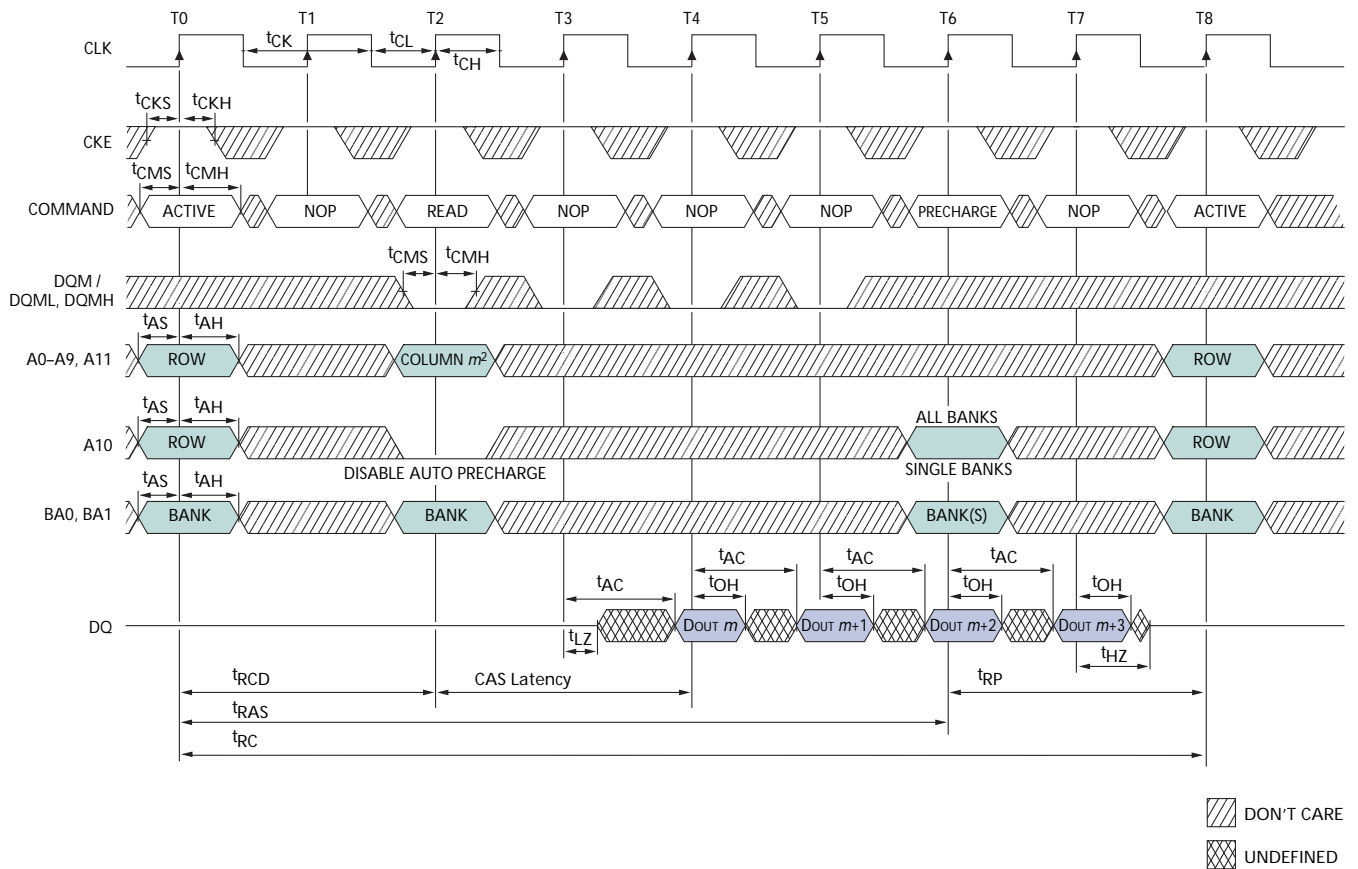 T0 T1 T2 T3 T4 T5 T6 T7 T8
CLK
tCK tCL
tCH
tCKS tCKH
CKE
tCMS tCMH
COMMAND ACTIVE NOP READ NOP NOP NOP PRECHARGE NOP ACTIVE
tCMS tCMH
DQM /
DQML, DQMH
tAS tAH
A0–A9, A11 ROW COLUMN m2 ROW
tAS tAH
ALL BANKS
A10 ROW ROW
DISABLE AUTO PRECHARGE SINGLE BANKS
tAS tAH
BA0, BA1 BANK BANK BANK(S) BANK
tAC tAC tAC tAC
tOH tOH tOH tOH
DQ DOUT m DOUT m+1 DOUT m+2 DOUT m+3
tLZ tHZ
tRCD CAS Latency tRP
tRAS
tRC
DON'T CARE
UNDEFINED